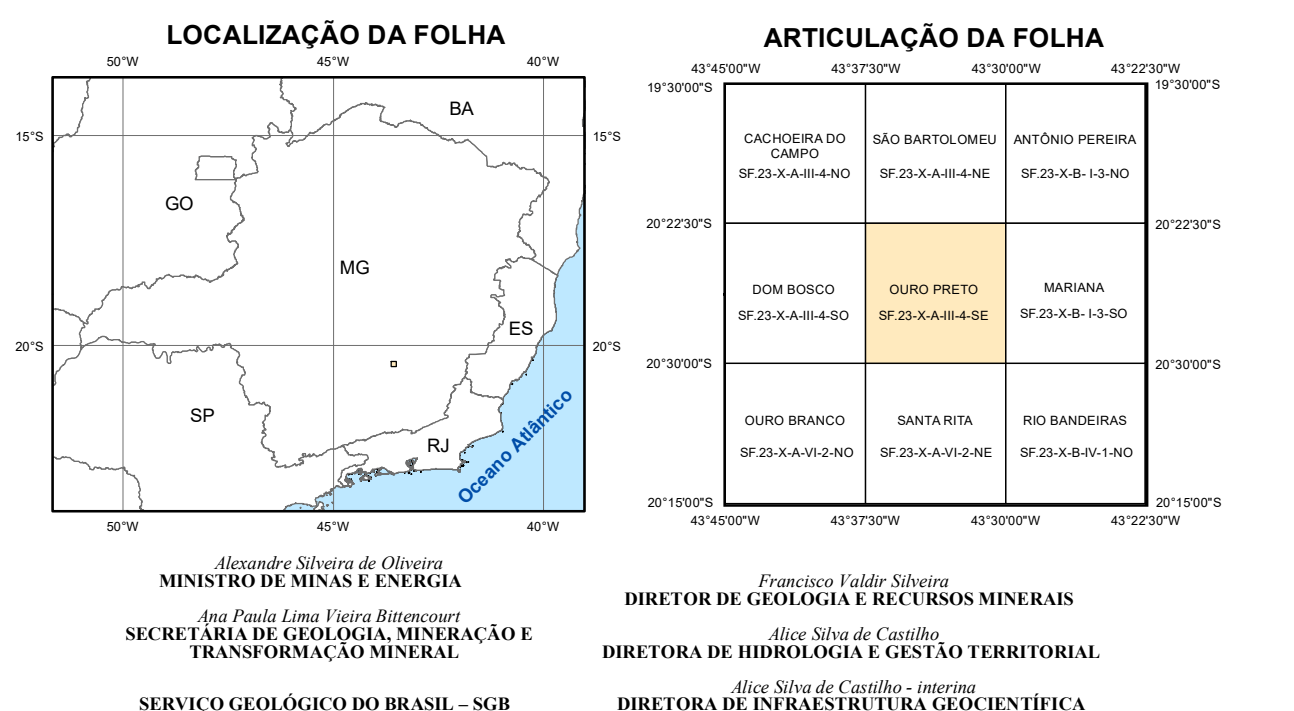 LOCALIZAÇÃO DA FOLHA
50°W 45°W 40°W
BA
15°S 15°S
GO
MG
ES
20°S 20°S
SP
RJ
Oceano Atlântico
50°W 45°W 40°W
ARTICULAÇÃO DA FOLHA
43°45'00"W 43°37'30"W 43°30'00"W 43°22'30"W
19°30'00"S 19°30'00"S
CACHOEIRA DO SÃO BARTOLOMEU ANTÔNIO PEREIRA
CAMPO
SF.23-X-A-III-4-NO SF.23-X-A-III-4-NE SF.23-X-B- I-3-NO
20°22'30"S 20°22'30"S
DOM BOSCO OURO PRETO MARIANA
SF.23-X-A-III-4-SO SF.23-X-A-III-4-SE SF.23-X-B- I-3-SO
20°30'00"S 20°30'00"S
OURO BRANCO SANTA RITA RIO BANDEIRAS
SF.23-X-A-VI-2-NO SF.23-X-A-VI-2-NE SF.23-X-B-IV-1-NO
20°15'00"S 20°15'00"S
43°45'00"W 43°37'30"W 43°30'00"W 43°22'30"W
Alexandre Silveira de Oliveira
MINISTRO DE MINAS E ENERGIA
Ana Paula Lima Vieira Bittencourt
SECRETÁRIA DE GEOLOGIA, MINERAÇÃO E
TRANSFORMAÇÃO MINERAL
SERVIÇO GEOLÓGICO DO BRASIL – SGB
Francisco Valdir Silveira
DIRETOR DE GEOLOGIA E RECURSOS MINERAIS
Alice Silva de Castilho
DIRETORA DE HIDROLOGIA E GESTÃO TERRITORIAL
Alice Silva de Castilho - interina
DIRETORA DE INFRAESTRUTURA GEOCIENTÍFICA